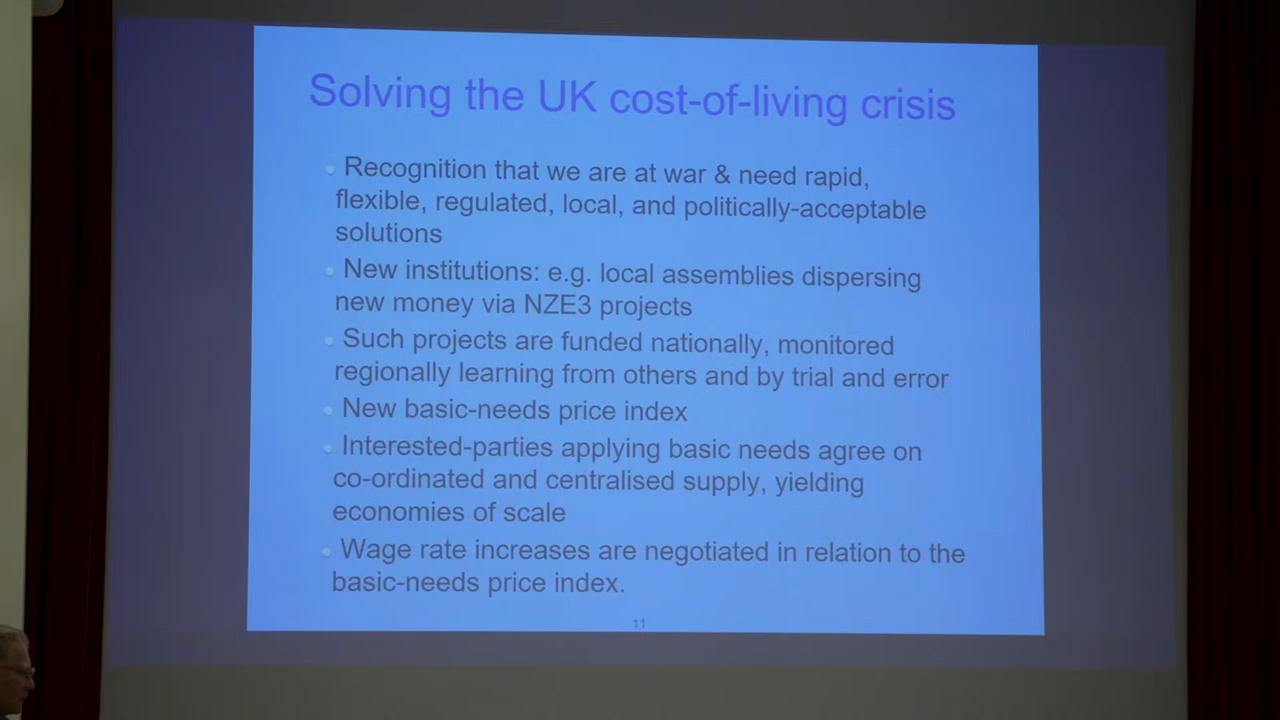 Solving the UK cost-of-living crisis
• Recognition that we are at war & need rapid,
flexible, regulated, local, and politically-acceptable
solutions
• New institutions: e.g. local assemblies dispersing
new money via NZE3 projects
• Such projects are funded nationally, monitored
regionally learning from others and by trial and error
• New basic-needs price index
• Interested-parties applying basic needs agree on
co-ordinated and centralised supply, yielding
economies of scale
• Wage rate increases are negotiated in relation to the
basic-needs price index.
11